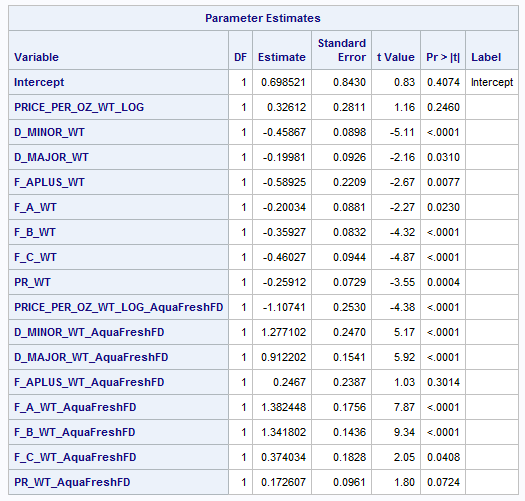 Parameter Estimates
Variable DF Estimate Standard Error t Value Pr > |t| Label
Intercept 1 0.698521 0.8430 0.83 0.4074 Intercept
PRICE_PER_OZ_WT_LOG 1 0.32612 0.2811 1.16 0.2460
D_MINOR_WT 1 -0.45867 0.0898 -5.11 <.0001
D_MAJOR_WT 1 -0.19981 0.0926 -2.16 0.0310
F_APLUS_WT 1 -0.58925 0.2209 -2.67 0.0077
F_A_WT 1 -0.20034 0.0881 -2.27 0.0230
F_B_WT 1 -0.35927 0.0832 -4.32 <.0001
F_C_WT 1 -0.46027 0.0944 -4.87 <.0001
PR_WT 1 -0.25912 0.0729 -3.55 0.0004
PRICE_PER_OZ_WT_LOG_AquaFreshFD 1 -1.10741 0.2530 -4.38 <.0001
D_MINOR_WT_AquaFreshFD 1 1.277102 0.2470 5.17 <.0001
D_MAJOR_WT_AquaFreshFD 1 0.912202 0.1541 5.92 <.0001
F_APLUS_WT_AquaFreshFD 1 0.2467 0.2387 1.03 0.3014
F_A_WT_AquaFreshFD 1 1.382448 0.1756 7.87 <.0001
F_B_WT_AquaFreshFD 1 1.341802 0.1436 9.34 <.0001
F_C_WT_AquaFreshFD 1 0.374034 0.1828 2.05 0.0408
PR_WT_AquaFreshFD 1 0.172607 0.0961 1.80 0.0724